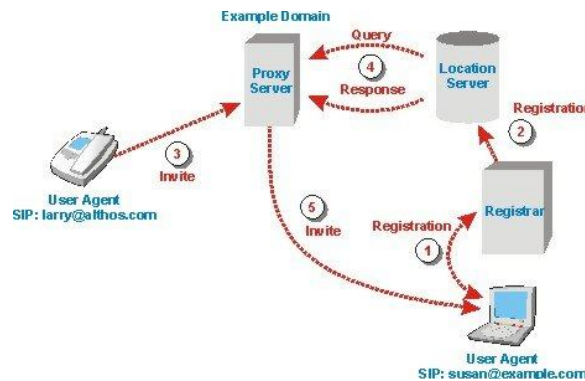 Example Domain
Query
Proxy
Server
4
Location
Server
Response
Registration
2
3
Invite
User Agent
SIP: larry@althos.com
5
Invite
Registration
1
Registrar
User Agent
SIP: susan@example.com